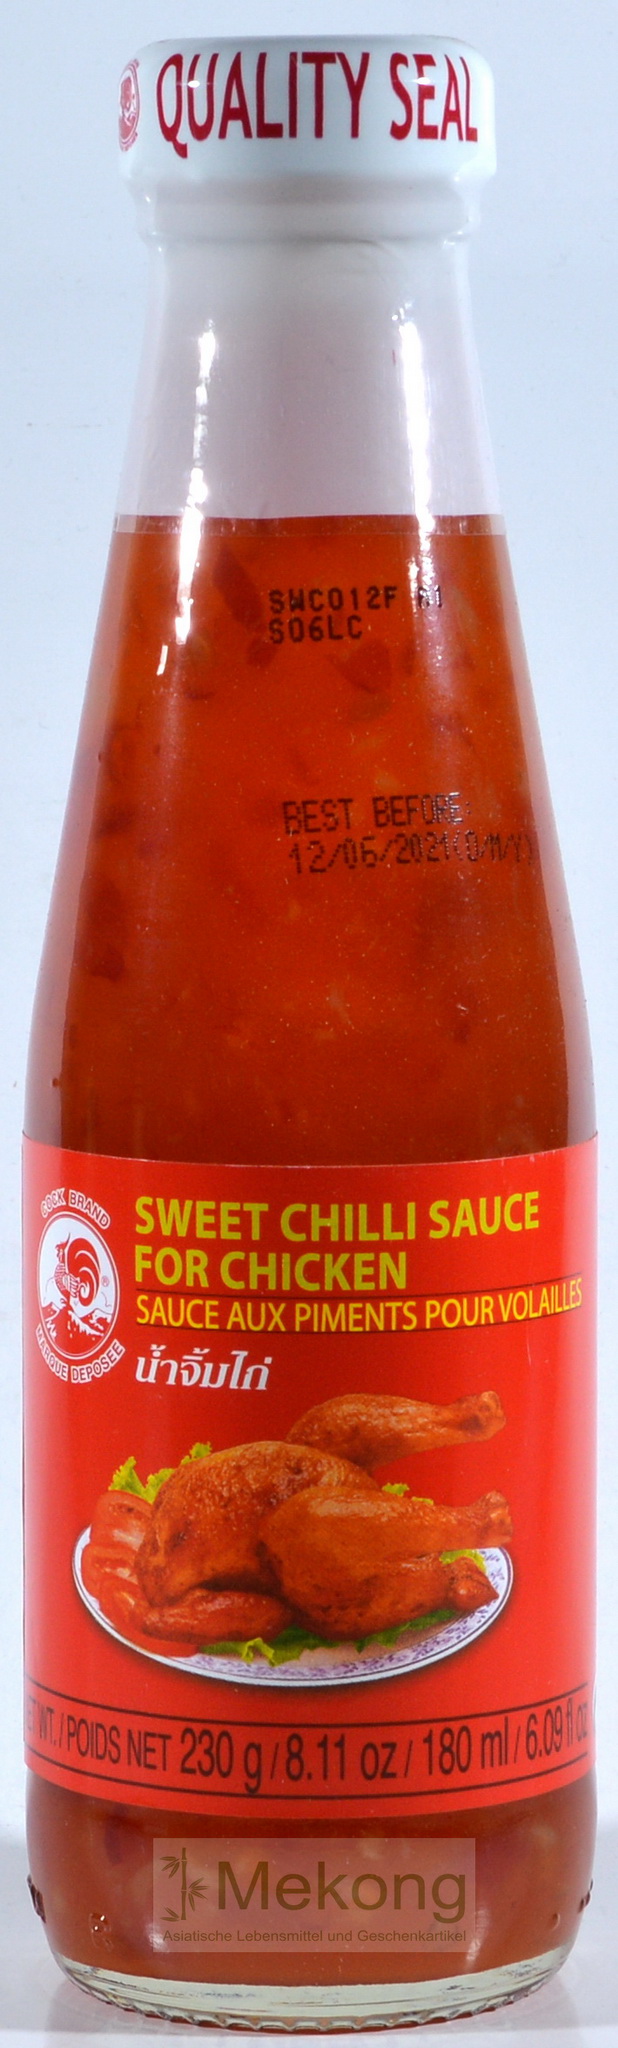 QUALITY SEAL
SWC012F A1
S06LC
BEST BEFORE:
12/06/2021(D/M/Y)
COCK BRAND
MARQUE DEPOSEE
®
SWEET CHILLI SAUCE
FOR CHICKEN
SAUCE AUX PIMENTS POUR VOLAILLES
น้ำจิ้มไก่
WT./POIDS NET 230 g / 8.11 oz / 180 ml / 6.09 fl oz
Mekong
Asiatische Lebensmittel und Geschenkartikel